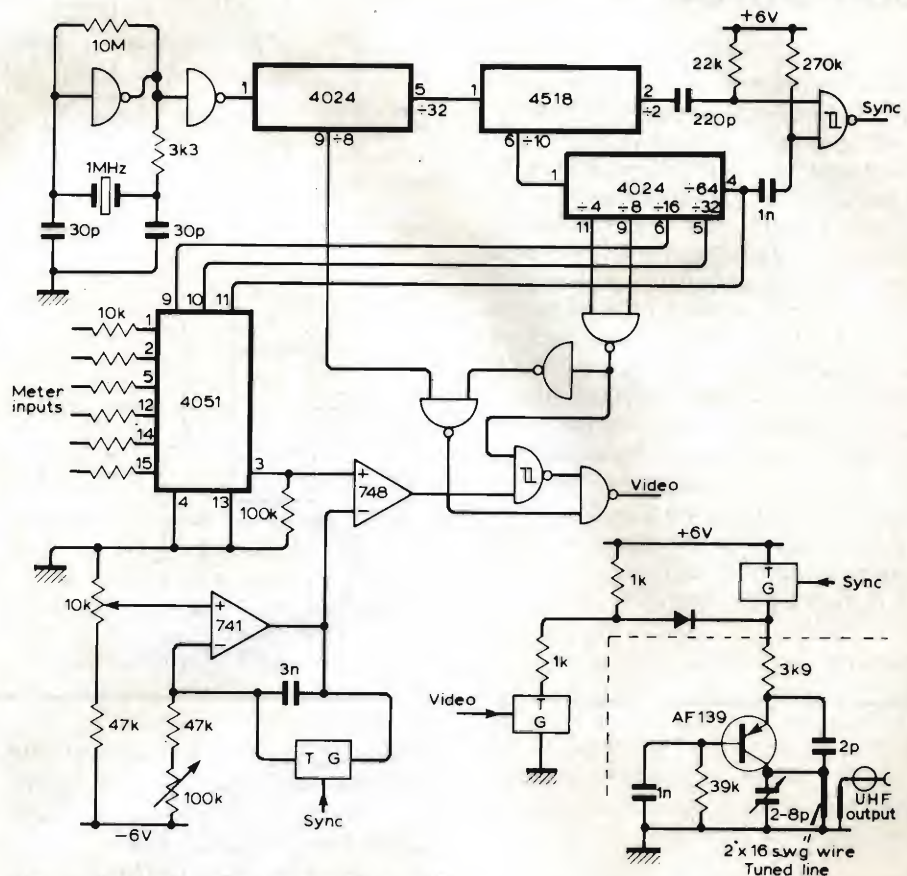 +6V
10M
22k
270k
1
4024
5
÷32
1
4518
2
÷2
220p
Sync
9
÷8
6
÷10
3k3
1MHz
1
4024
÷64
4
÷4
÷8
÷16
÷32
1n
11
9
6
5
30p
30p
9
10
11
10k
1
2
5
12
14
15
Meter
inputs
4051
3
4
13
100k
+
748
−
Video
+6V
1k
T
G
Sync
10k
+
741
−
3n
1k
3k9
Video
T
G
AF139
47k
47k
T G
2p
100k
1n
39k
2-8p
UHF
output
Sync
−6V
2" x 16 swg wire
Tuned line